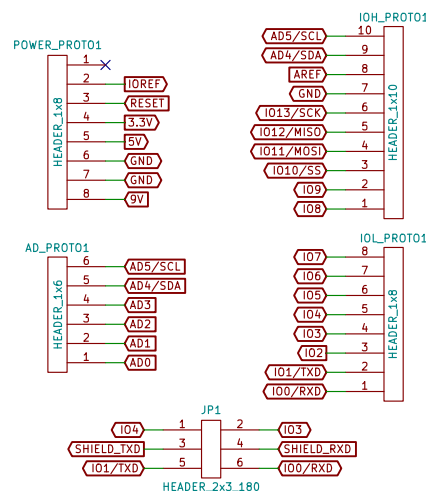 POWER_PROTO1
HEADER_1x8
1
2 IOREF
3 RESET
4 3.3V
5 5V
6 GND
7 GND
8 9V
IOH_PROTO1
HEADER_1x10
AD5/SCL 10
AD4/SDA 9
AREF 8
GND 7
IO13/SCK 6
IO12/MISO 5
IO11/MOSI 4
IO10/SS 3
IO9 2
IO8 1
AD_PROTO1
HEADER_1x6
6 AD5/SCL
5 AD4/SDA
4 AD3
3 AD2
2 AD1
1 AD0
IOL_PROTO1
HEADER_1x8
IO7 8
IO6 7
IO5 6
IO4 5
IO3 4
IO2 3
IO1/TXD 2
IO0/RXD 1
JP1
IO4 1 2 IO3
SHIELD_TXD 3 4 SHIELD_RXD
IO1/TXD 5 6 IO0/RXD
HEADER_2x3_180